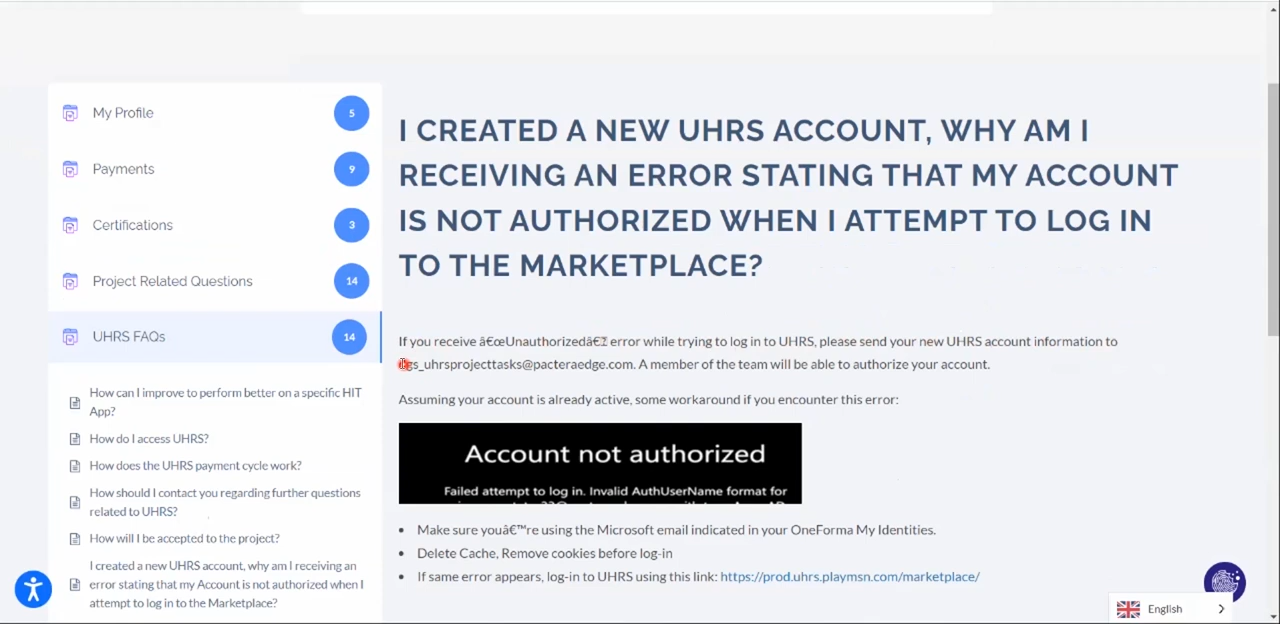 My Profile
5
Payments
9
Certifications
3
Project Related Questions
14
UHRS FAQs
14
How can I improve to perform better on a specific HIT
App?
How do I access UHRS?
How does the UHRS payment cycle work?
How should I contact you regarding further questions
related to UHRS?
How will I be accepted to the project?
I created a new UHRS account, why am I receiving an
error stating that my Account is not authorized when I
attempt to log in to the Marketplace?
I CREATED A NEW UHRS ACCOUNT, WHY AM I
RECEIVING AN ERROR STATING THAT MY ACCOUNT
IS NOT AUTHORIZED WHEN I ATTEMPT TO LOG IN
TO THE MARKETPLACE?
If you receive â€œUnauthorizedâ€ error while trying to log in to UHRS, please send your new UHRS account information to
gs_uhrsprojecttasks@pacteraedge.com. A member of the team will be able to authorize your account.
Assuming your account is already active, some workaround if you encounter this error:
Account not authorized
Failed attempt to log in. Invalid AuthUserName format for
• Make sure youâ€™re using the Microsoft email indicated in your OneForma My Identities.
• Delete Cache, Remove cookies before log-in
• If same error appears, log-in to UHRS using this link: https://prod.uhrs.playmsn.com/marketplace/
English